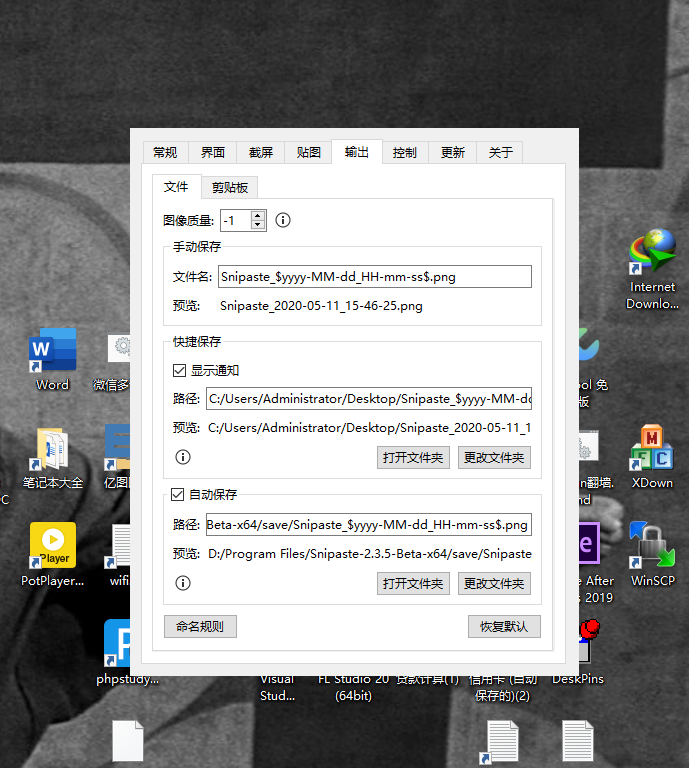 常规 界面 截屏 贴图 输出 控制 更新 关于
文件 剪贴板
图像质量: -1
手动保存
文件名: Snipaste_$yyyy-MM-dd_HH-mm-ss$.png
预览: Snipaste_2020-05-11_15-46-25.png
快捷保存
显示通知
路径: C:/Users/Administrator/Desktop/Snipaste_$yyyy-MM-dd
预览: C:/Users/Administrator/Desktop/Snipaste_2020-05-11_1
打开文件夹 更改文件夹
自动保存
路径: Beta-x64/save/Snipaste_$yyyy-MM-dd_HH-mm-ss$.png
预览: D:/Program Files/Snipaste-2.3.5-Beta-x64/save/Snipaste
打开文件夹 更改文件夹
命名规则 恢复默认
Internet
Downlo...
Word
微信多
ool 免
版
笔记本大全
亿图
翻墙.
nd
XDown
C
Player
PotPlayer...
wifi
e After
s 2019
WinSCP
phpstudy...
Visual
Stud...
FL Studio 20
(64bit)
贷款计算(1)
信用卡 (自动
保存的)(2)
DeskPins